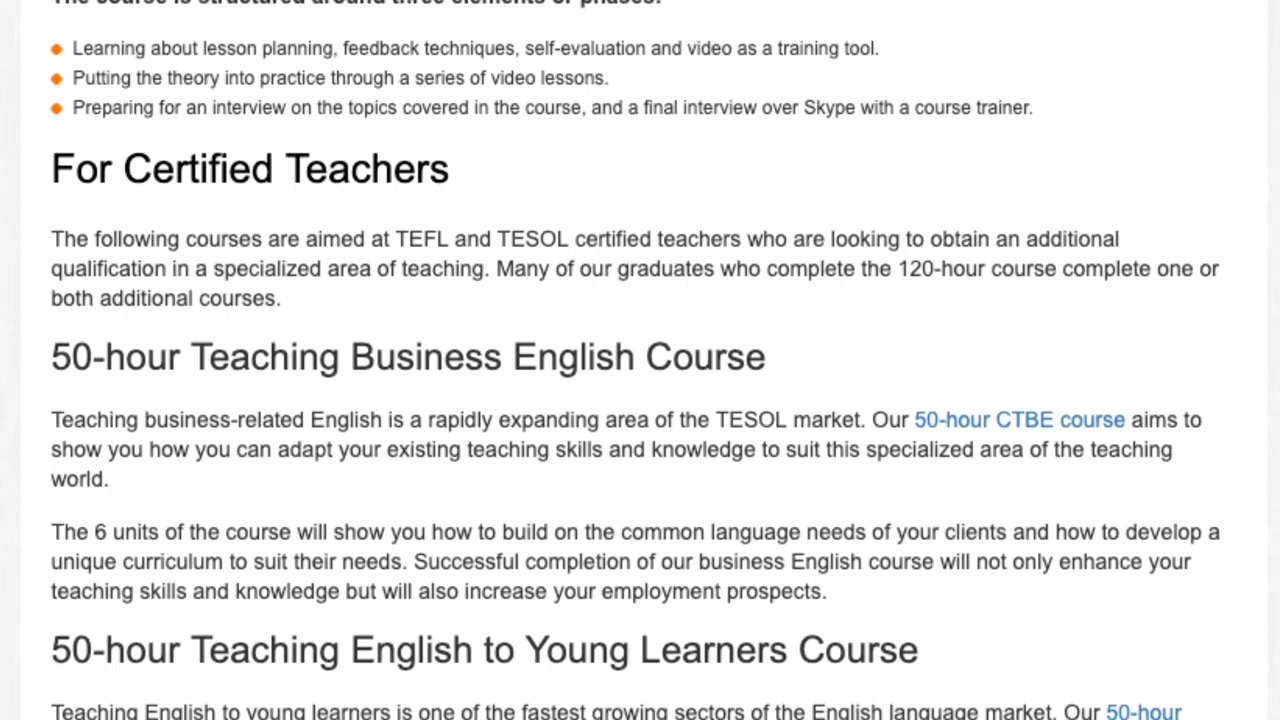 The course is structured around three elements or phases:
Learning about lesson planning, feedback techniques, self-evaluation and video as a training tool.
Putting the theory into practice through a series of video lessons.
Preparing for an interview on the topics covered in the course, and a final interview over Skype with a course trainer.
For Certified Teachers
The following courses are aimed at TEFL and TESOL certified teachers who are looking to obtain an additional
qualification in a specialized area of teaching. Many of our graduates who complete the 120-hour course complete one or
both additional courses.
50-hour Teaching Business English Course
Teaching business-related English is a rapidly expanding area of the TESOL market. Our 50-hour CTBE course aims to
show you how you can adapt your existing teaching skills and knowledge to suit this specialized area of the teaching
world.
The 6 units of the course will show you how to build on the common language needs of your clients and how to develop a
unique curriculum to suit their needs. Successful completion of our business English course will not only enhance your
teaching skills and knowledge but will also increase your employment prospects.
50-hour Teaching English to Young Learners Course
Teaching English to young learners is one of the fastest growing sectors of the English language market. Our 50-hour